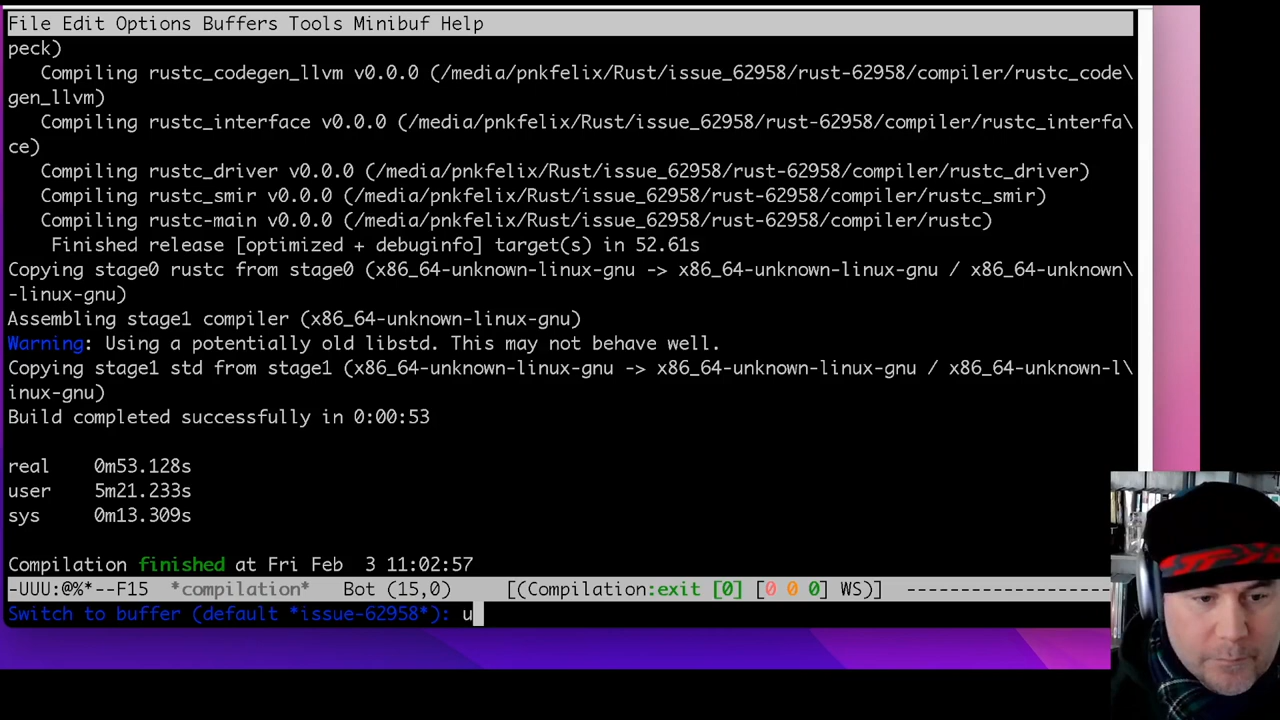 File Edit Options Buffers Tools Minibuf Help
peck)
   Compiling rustc_codegen_llvm v0.0.0 (/media/pnkfelix/Rust/issue_62958/rust-62958/compiler/rustc_code\
gen_llvm)
   Compiling rustc_interface v0.0.0 (/media/pnkfelix/Rust/issue_62958/rust-62958/compiler/rustc_interfa\
ce)
   Compiling rustc_driver v0.0.0 (/media/pnkfelix/Rust/issue_62958/rust-62958/compiler/rustc_driver)
   Compiling rustc_smir v0.0.0 (/media/pnkfelix/Rust/issue_62958/rust-62958/compiler/rustc_smir)
   Compiling rustc-main v0.0.0 (/media/pnkfelix/Rust/issue_62958/rust-62958/compiler/rustc)
    Finished release [optimized + debuginfo] target(s) in 52.61s
Copying stage0 rustc from stage0 (x86_64-unknown-linux-gnu -> x86_64-unknown-linux-gnu / x86_64-unknown\
-linux-gnu)
Assembling stage1 compiler (x86_64-unknown-linux-gnu)
Warning: Using a potentially old libstd. This may not behave well.
Copying stage1 std from stage1 (x86_64-unknown-linux-gnu -> x86_64-unknown-linux-gnu / x86_64-unknown-l\
inux-gnu)
Build completed successfully in 0:00:53
real    0m53.128s
user    5m21.233s
sys     0m13.309s
Compilation finished at Fri Feb  3 11:02:57
-UUU:@%*--F15  *compilation*   Bot (15,0)     [(Compilation:exit [0] [0 0 0] WS)] -------------------
Switch to buffer (default *issue-62958*): u